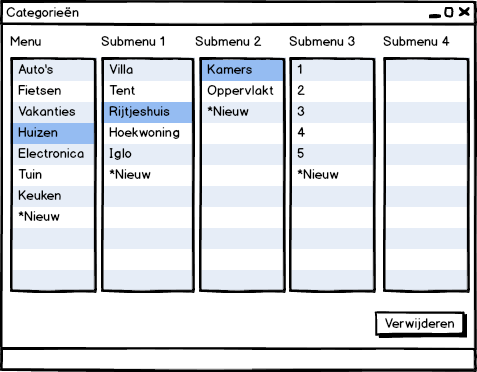 Categorieën
Menu
Submenu 1
Submenu 2
Submenu 3
Submenu 4
Auto's
Fietsen
Vakanties
Huizen
Electronica
Tuin
Keuken
*Nieuw
Villa
Tent
Rijtjeshuis
Hoekwoning
Iglo
*Nieuw
Kamers
Oppervlakt
*Nieuw
1
2
3
4
5
*Nieuw
Verwijderen